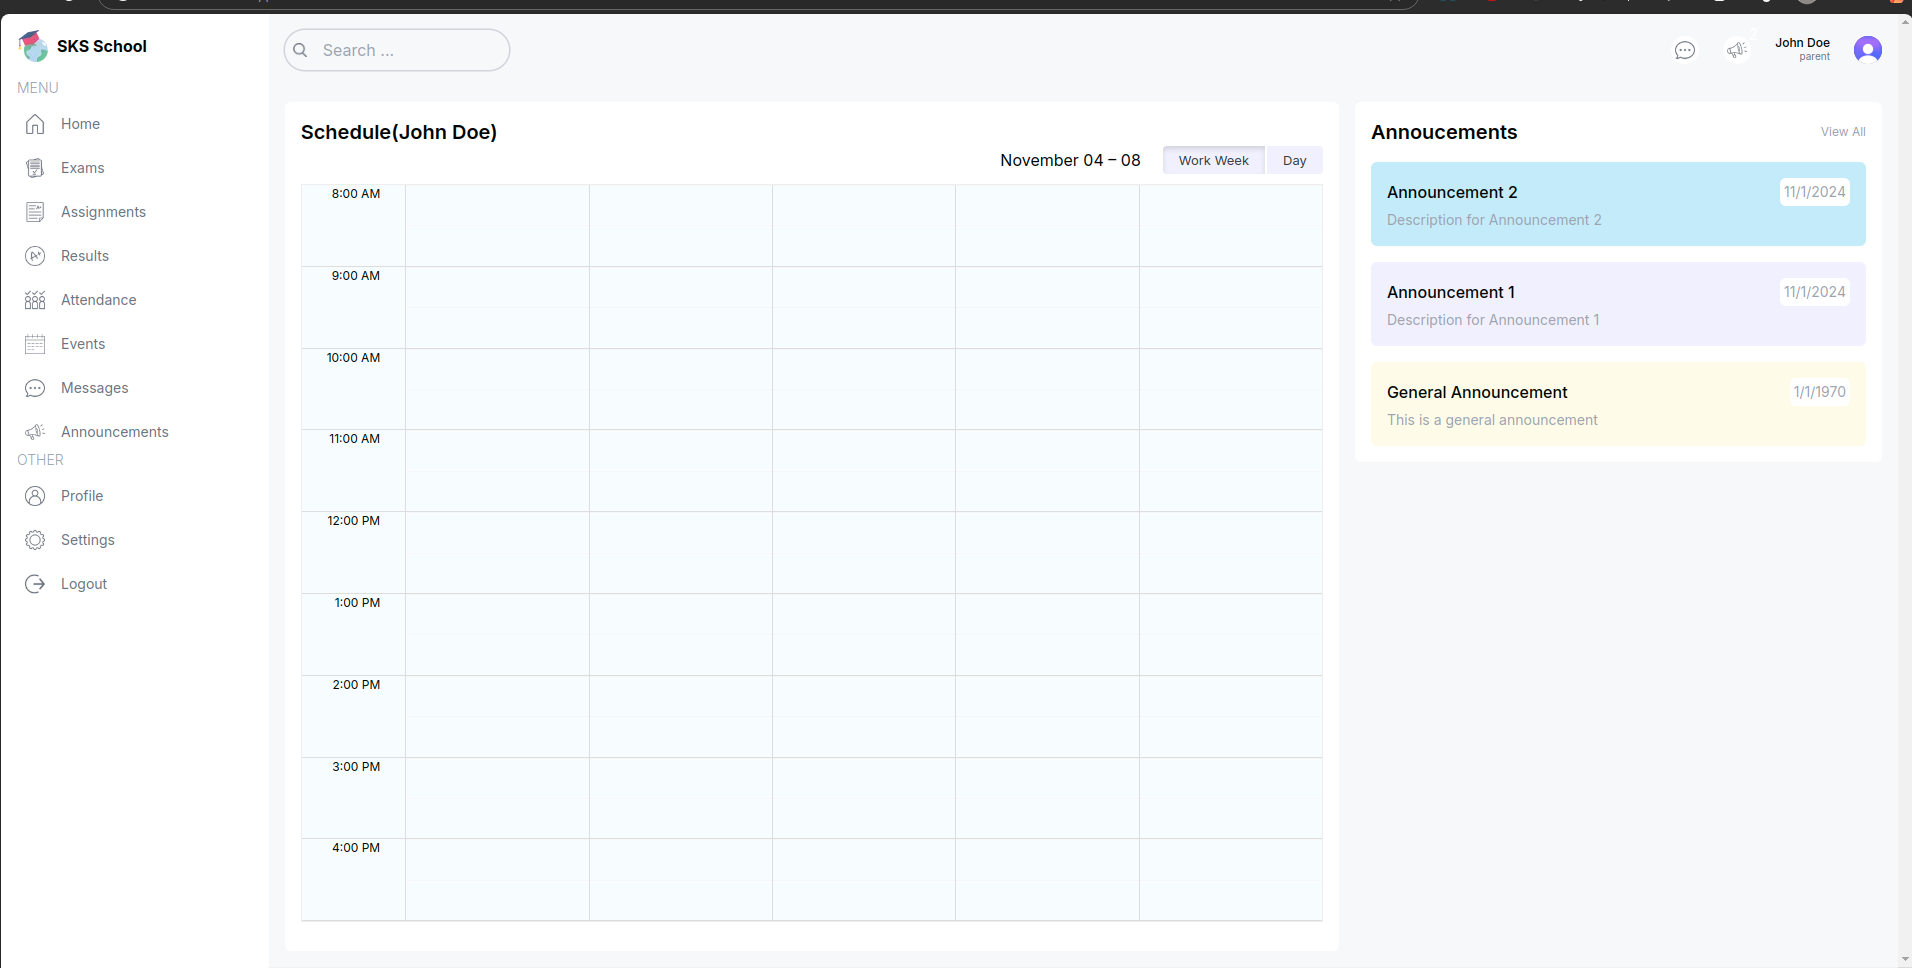 SKS School
MENU
Home
Exams
Assignments
Results
Attendance
Events
Messages
Announcements
OTHER
Profile
Settings
Logout
Search ...
John Doe
parent
Schedule(John Doe)
November 04 – 08
Work Week
Day
8:00 AM
9:00 AM
10:00 AM
11:00 AM
12:00 PM
1:00 PM
2:00 PM
3:00 PM
4:00 PM
Annoucements
View All
Announcement 2
11/1/2024
Description for Announcement 2
Announcement 1
11/1/2024
Description for Announcement 1
General Announcement
1/1/1970
This is a general announcement